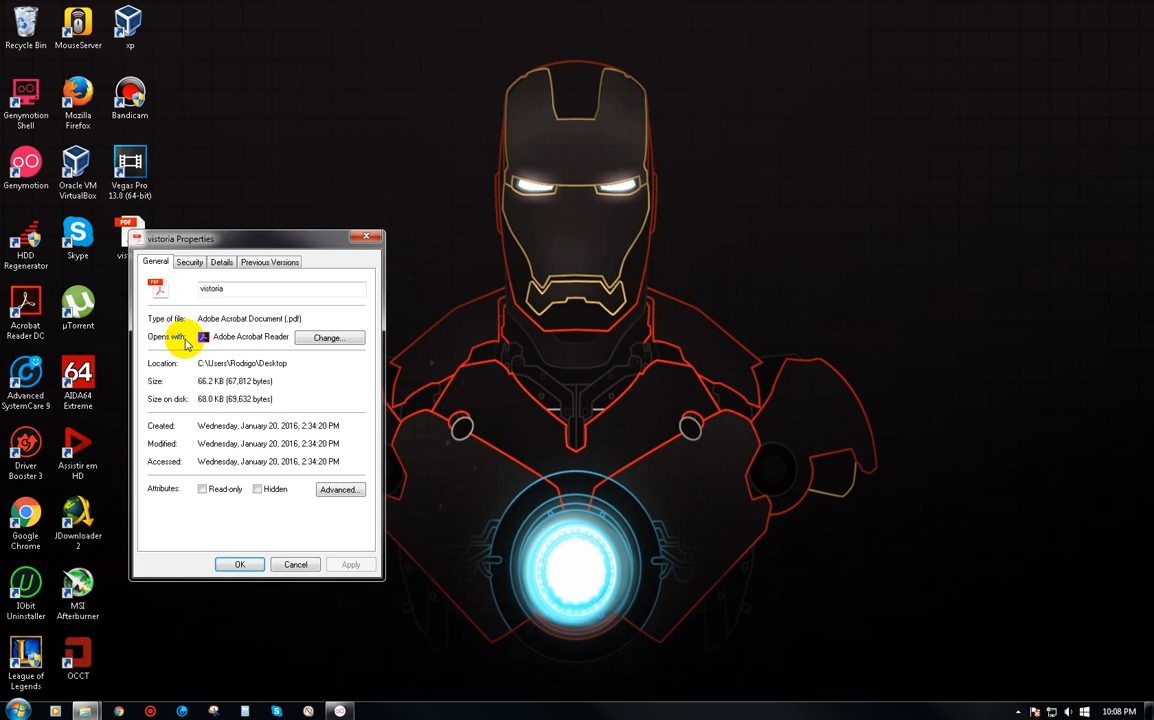 Recycle Bin
MouseServer
xp
Genymotion
Shell
Mozilla
Firefox
Bandicam
Genymotion
Oracle VM
VirtualBox
Vegas Pro
13.0 (64-bit)
PDF
HDD
Regenerator
Skype
Acrobat
Reader DC
µTorrent
Advanced
SystemCare 9
64
AIDA64
Extreme
Driver
Booster 3
Assistir em
HD
Google
Chrome
JDownloader
2
IObit
Uninstaller
MSI
Afterburner
League of
Legends
OCCT
vistoria Properties
General
Security
Details
Previous Versions
PDF
vistoria
Type of file: Adobe Acrobat Document (.pdf)
Opens with: Adobe Acrobat Reader
Change...
Location: C:\Users\Rodrigo\Desktop
Size: 66.2 KB (67,812 bytes)
Size on disk: 68.0 KB (69,632 bytes)
Created: Wednesday, January 20, 2016, 2:34:20 PM
Modified: Wednesday, January 20, 2016, 2:34:20 PM
Accessed: Wednesday, January 20, 2016, 2:34:20 PM
Attributes: Read-only Hidden
Advanced...
OK
Cancel
Apply
10:08 PM